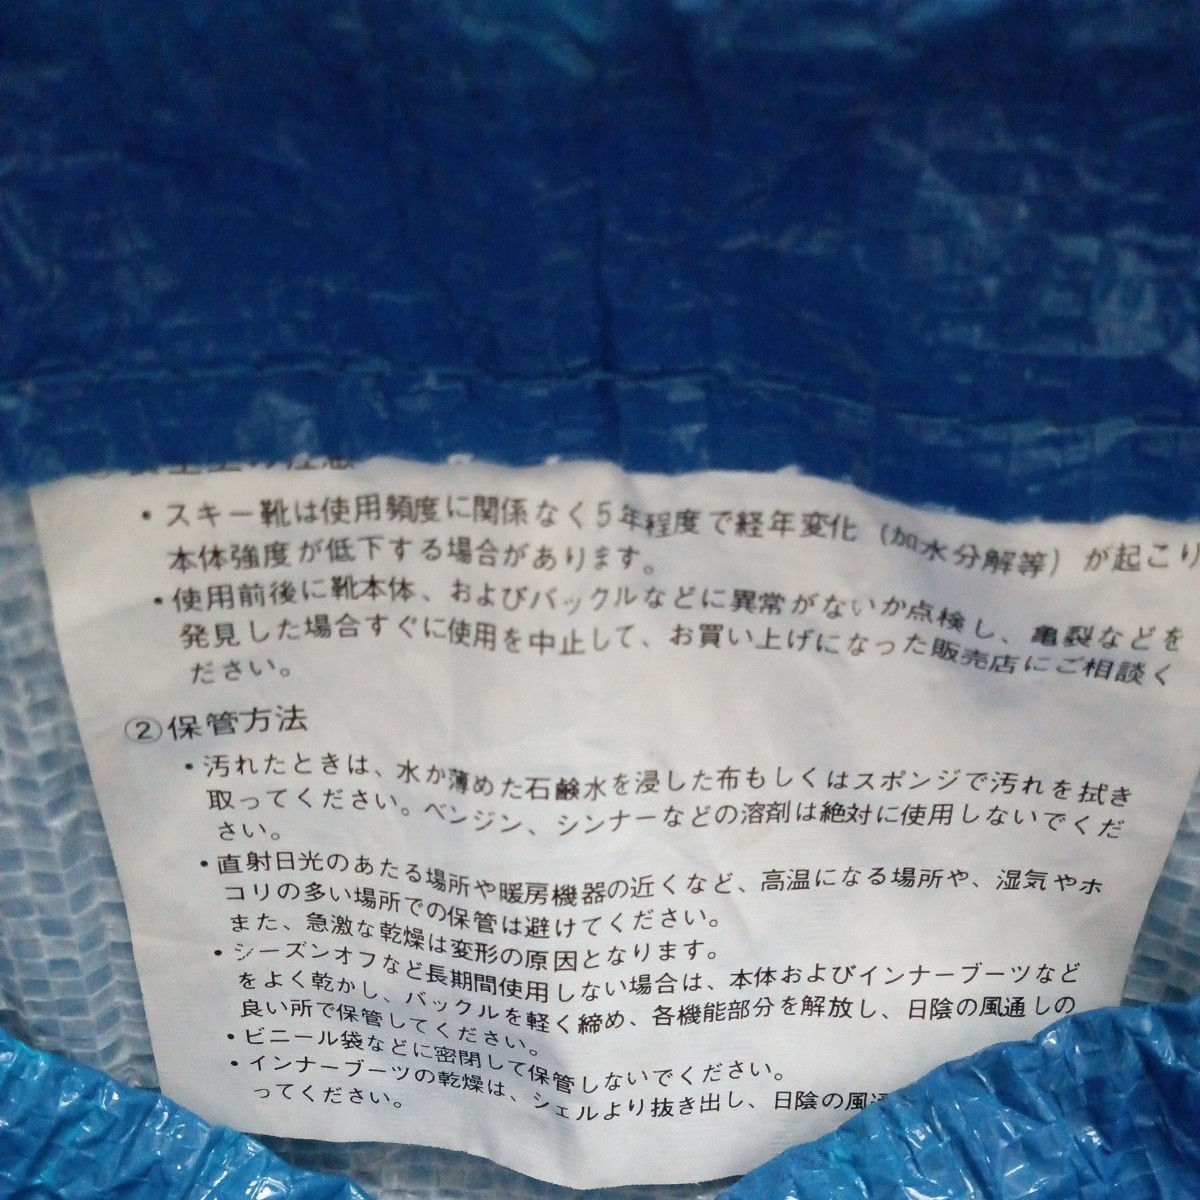 ・スキー靴は使用頻度に関係なく5年程度で経年変化(加水分解等)が起こり
本体強度が低下する場合があります。
・使用前後に靴本体、およびバックルなどに異常がないか点検し、亀裂などを
発見した場合すぐに使用を中止して、お買い上げになった販売店にご相談く
ださい。
②保管方法
・汚れたときは、水か薄めた石鹸水を浸した布もしくはスポンジで汚れを拭き
取ってください。ベンジン、シンナーなどの溶剤は絶対に使用しないでくだ
さい。
・直射日光のあたる場所や暖房機器の近くなど、高温になる場所や、湿気やホ
コリの多い場所での保管は避けてください。
また、急激な乾燥は変形の原因となります。
・シーズンオフなど長期間使用しない場合は、本体およびインナーブーツなど
をよく乾かし、バックルを軽く締め、各機能部分を解放し、日陰の風通しの
良い所で保管してください。
・ビニール袋などに密閉して保管しないでください。
・インナーブーツの乾燥は、シェルより抜き出し、日陰の風通
ってください。